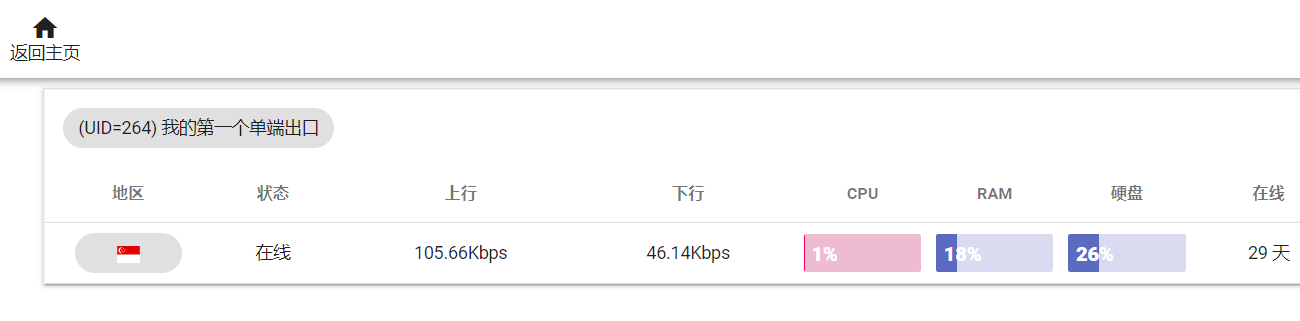 返回主页
(UID=264) 我的第一个单端出口
地区 状态 上行 下行 CPU RAM 硬盘 在线
在线 105.66Kbps 46.14Kbps 1% 18% 26% 29 天